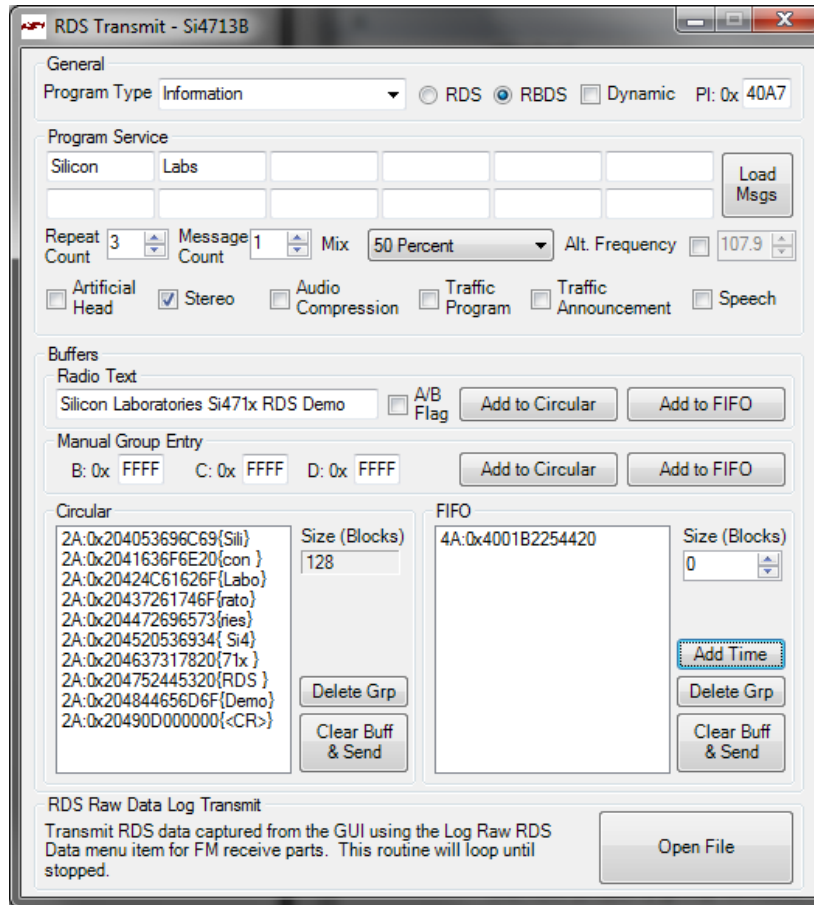 RDS Transmit - Si4713B
General
Program Type Information RDS RBDS Dynamic PI: 0x 40A7
Program Service
Silicon Labs
Load
Msgs
Repeat
Count 3 Message
Count 1 Mix 50 Percent Alt. Frequency 107.9
Artificial
Head Stereo Audio
Compression Traffic
Program Traffic
Announcement Speech
Buffers
Radio Text
Silicon Laboratories Si471x RDS Demo A/B
Flag Add to Circular Add to FIFO
Manual Group Entry
B: 0x FFFF C: 0x FFFF D: 0x FFFF Add to Circular Add to FIFO
Circular
2A:0x204053696C69{Sili}
2A:0x2041636F6E20{con }
2A:0x20424C61626F{Labo}
2A:0x20437261746F{rato}
2A:0x204472696573{ries}
2A:0x204520536934{ Si4}
2A:0x204637317820{71x }
2A:0x204752445320{RDS }
2A:0x204844656D6F{Demo}
2A:0x20490D000000{<CR>}
Size (Blocks)
128
Delete Grp
Clear Buff
& Send
FIFO
4A:0x4001B2254420
Size (Blocks)
0
Add Time
Delete Grp
Clear Buff
& Send
RDS Raw Data Log Transmit
Transmit RDS data captured from the GUI using the Log Raw RDS
Data menu item for FM receive parts. This routine will loop until
stopped.
Open File